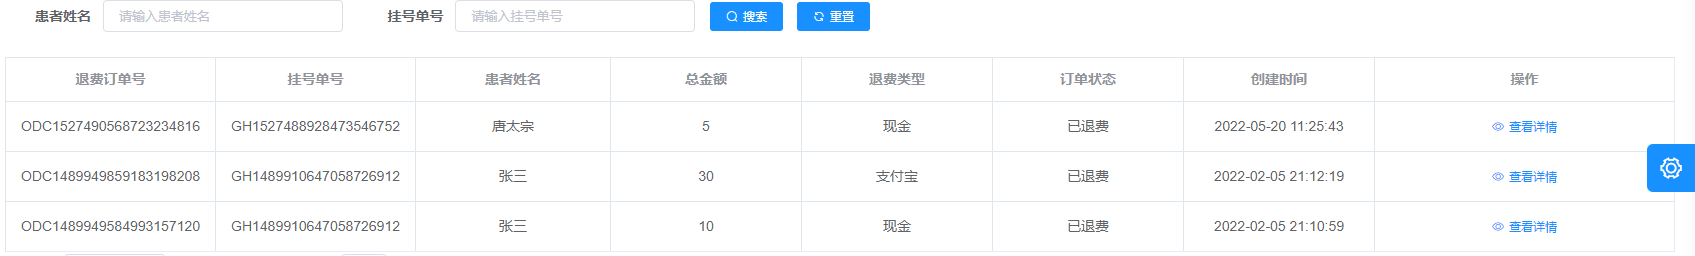 患者姓名 请输入患者姓名 挂号单号 请输入挂号单号 搜索 重置
退费订单号 挂号单号 患者姓名 总金额 退费类型 订单状态 创建时间 操作
ODC1527490568723234816 GH1527488928473546752 唐太宗 5 现金 已退费 2022-05-20 11:25:43 查看详情
ODC1489949859183198208 GH1489910647058726912 张三 30 支付宝 已退费 2022-02-05 21:12:19 查看详情
ODC1489949584993157120 GH1489910647058726912 张三 10 现金 已退费 2022-02-05 21:10:59 查看详情